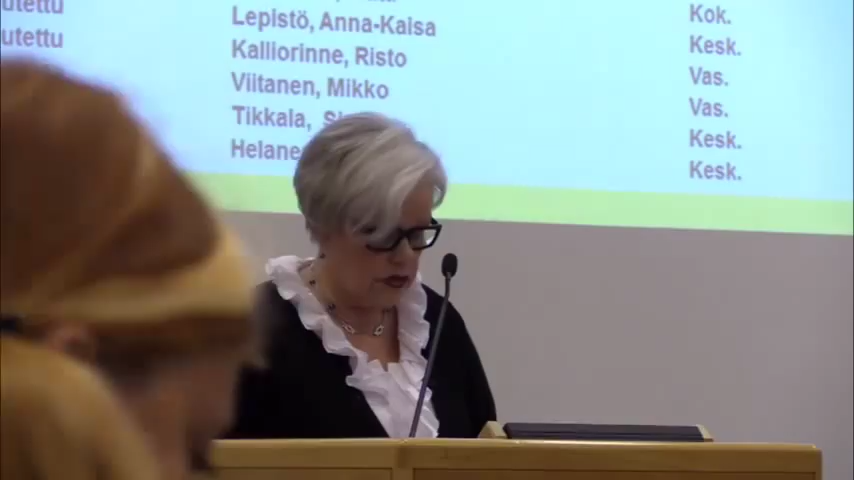 utettu Kok.
utettu Lepistö, Anna-Kaisa Kesk.
Kalliorinne, Risto Vas.
Viitanen, Mikko Vas.
Tikkala, Kesk.
Kesk.